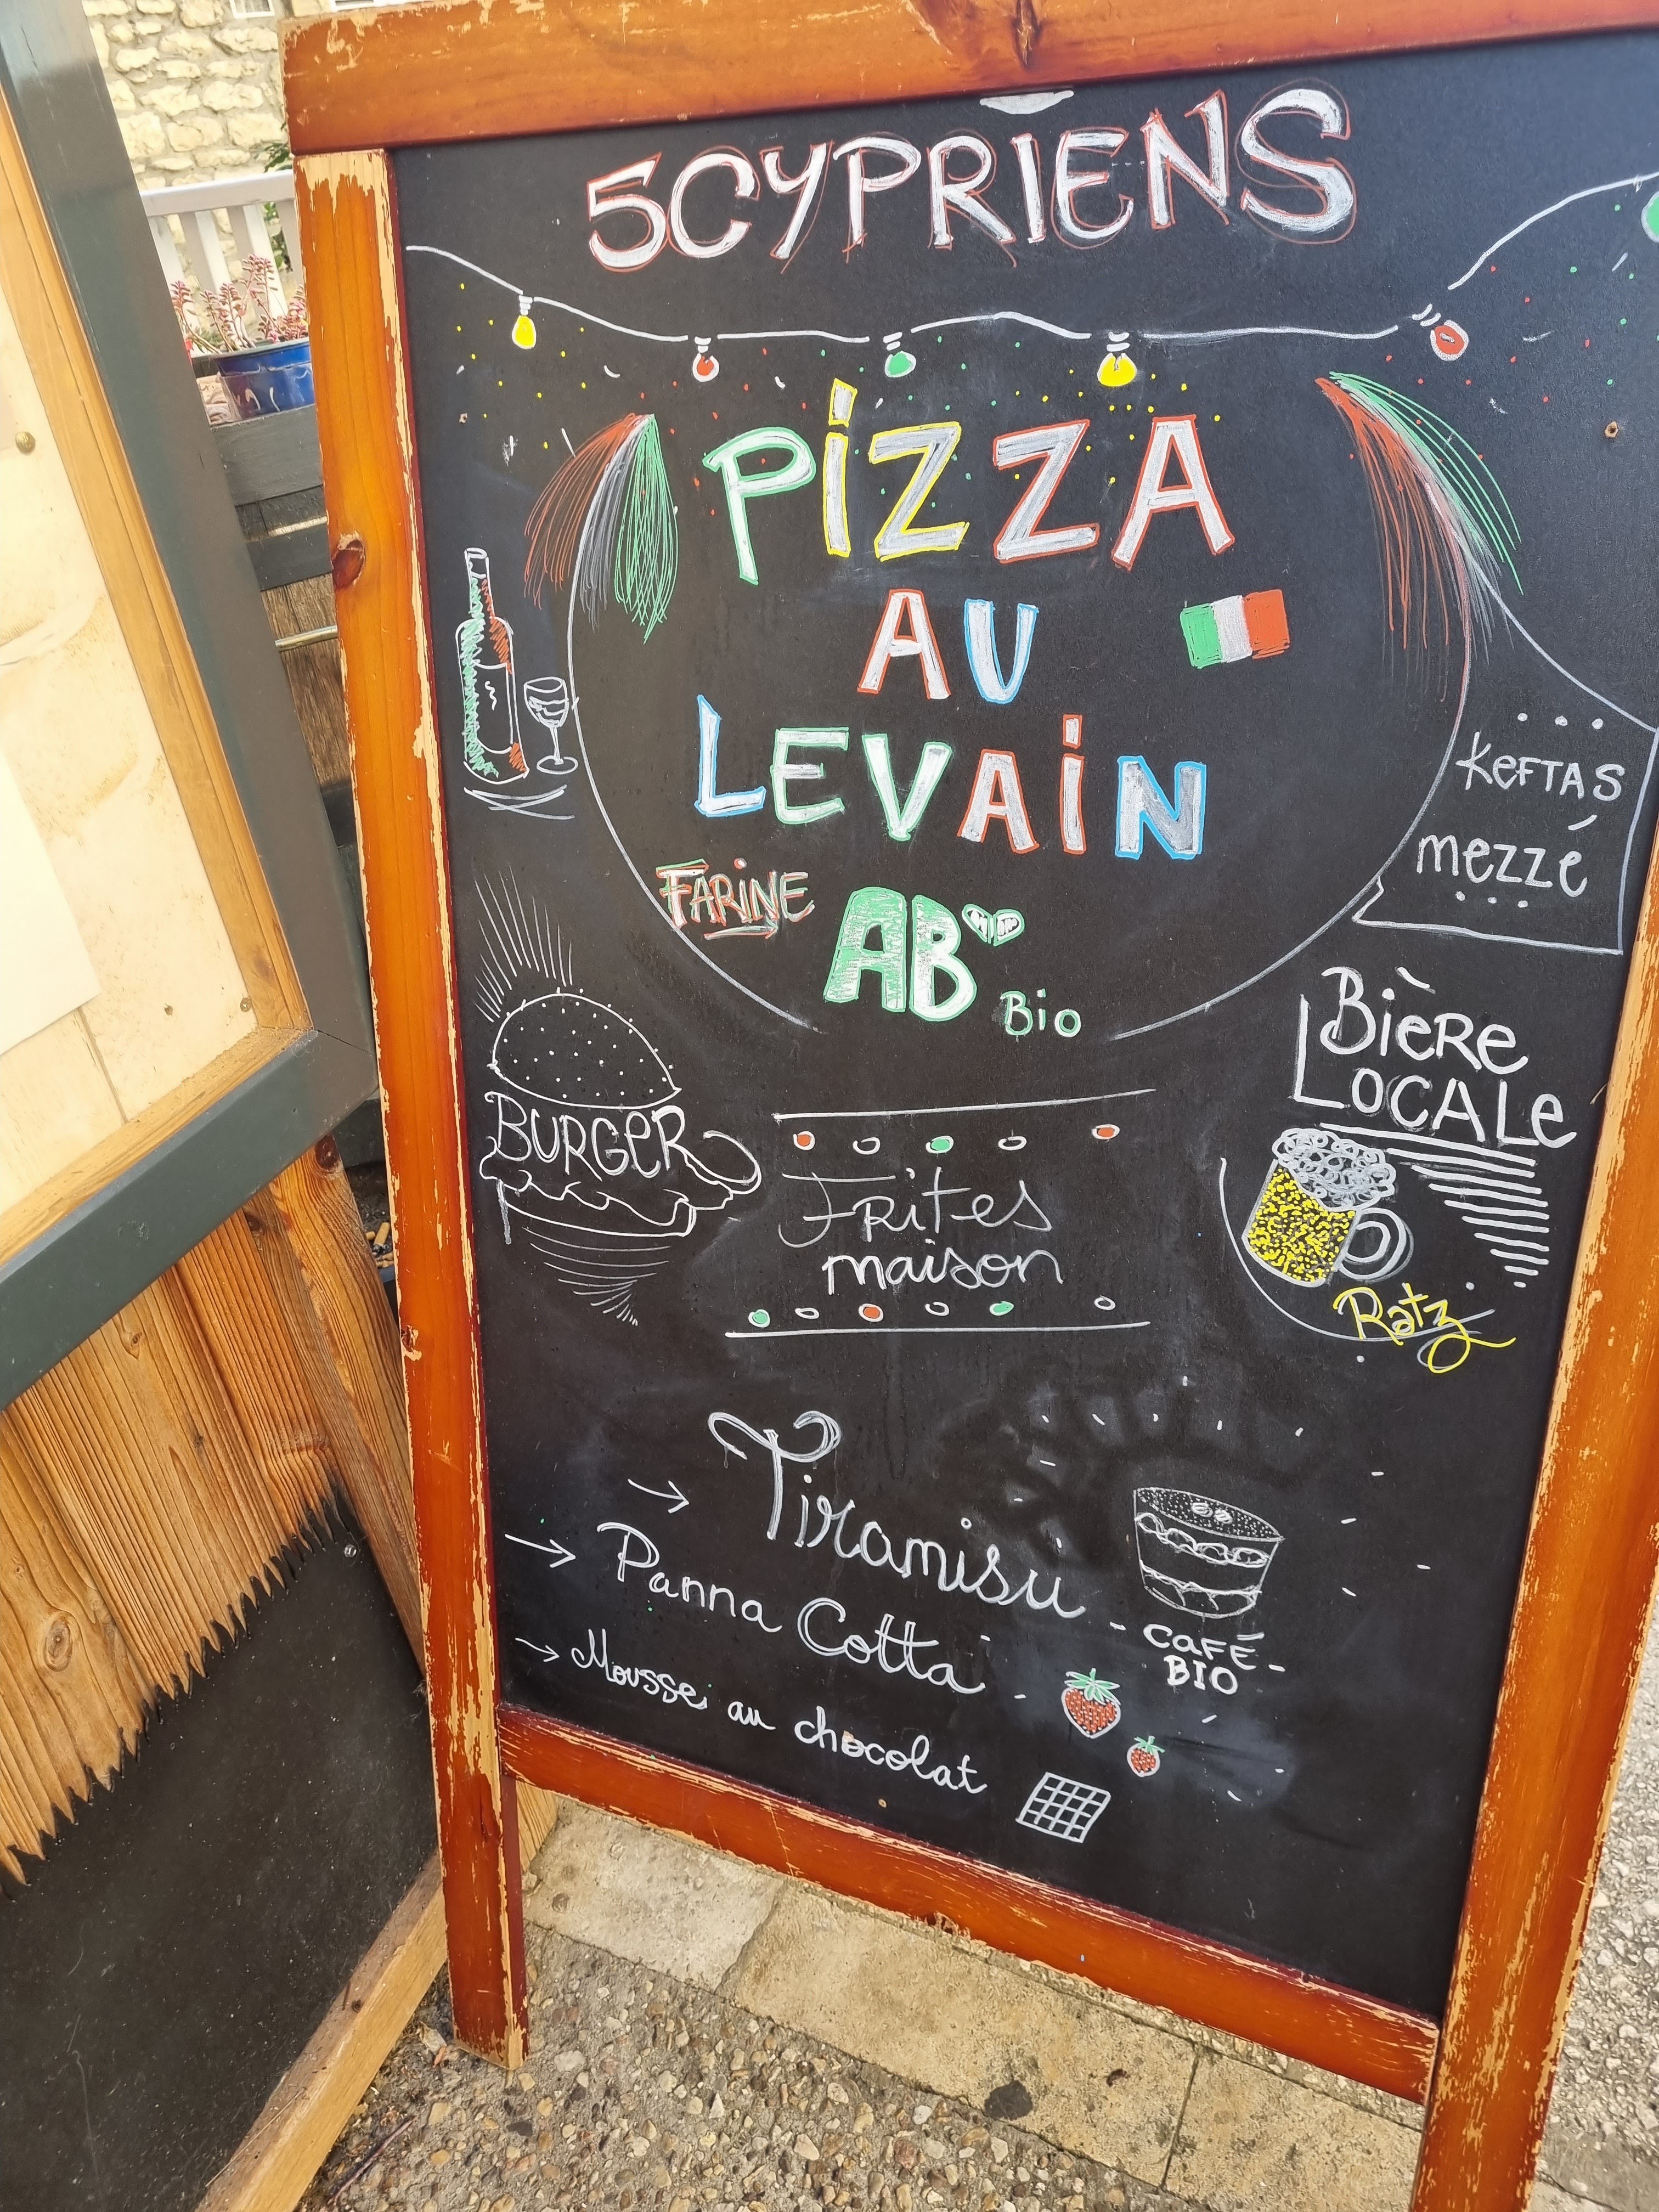 5CYPRIENS
PiZZA
AU
LEVAiN
FARiNE
AB
Bio
KEFTAS
mezzé
BURGER
Frites
maison
Bière
LOCALe
Ratz
Tiramisu
Panna Cotta
Mousse au chocolat
- CAFÉ -
BIO